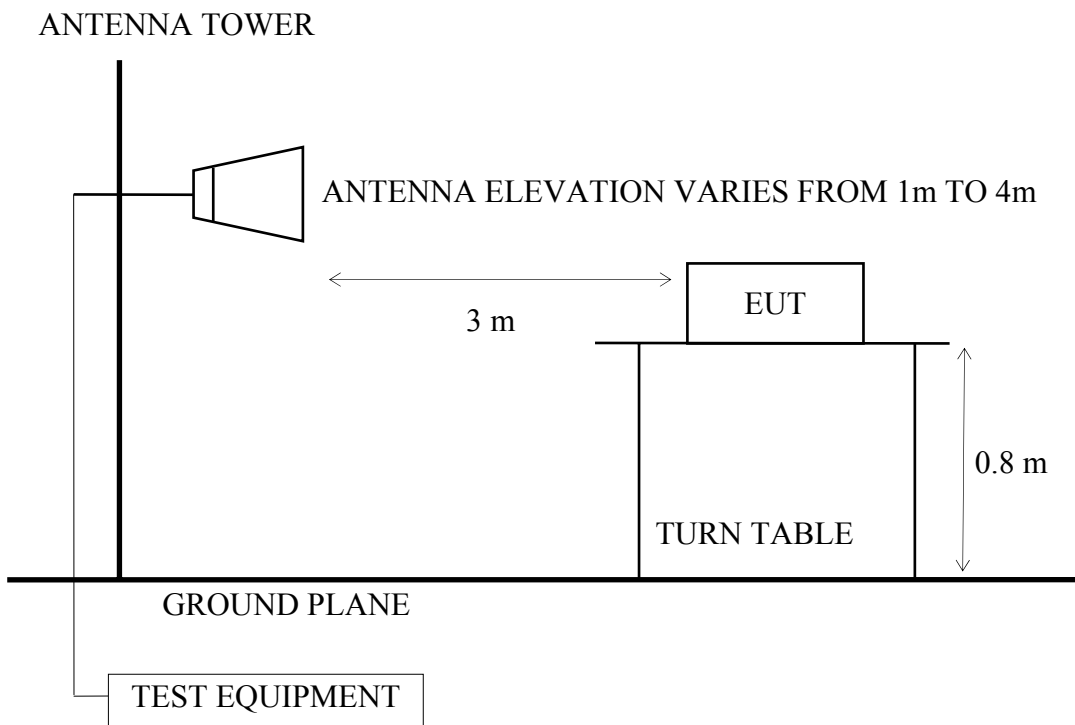 ANTENNA TOWER
ANTENNA ELEVATION VARIES FROM 1m TO 4m
EUT
3 m
0.8 m
TURN TABLE
GROUND PLANE
TEST EQUIPMENT